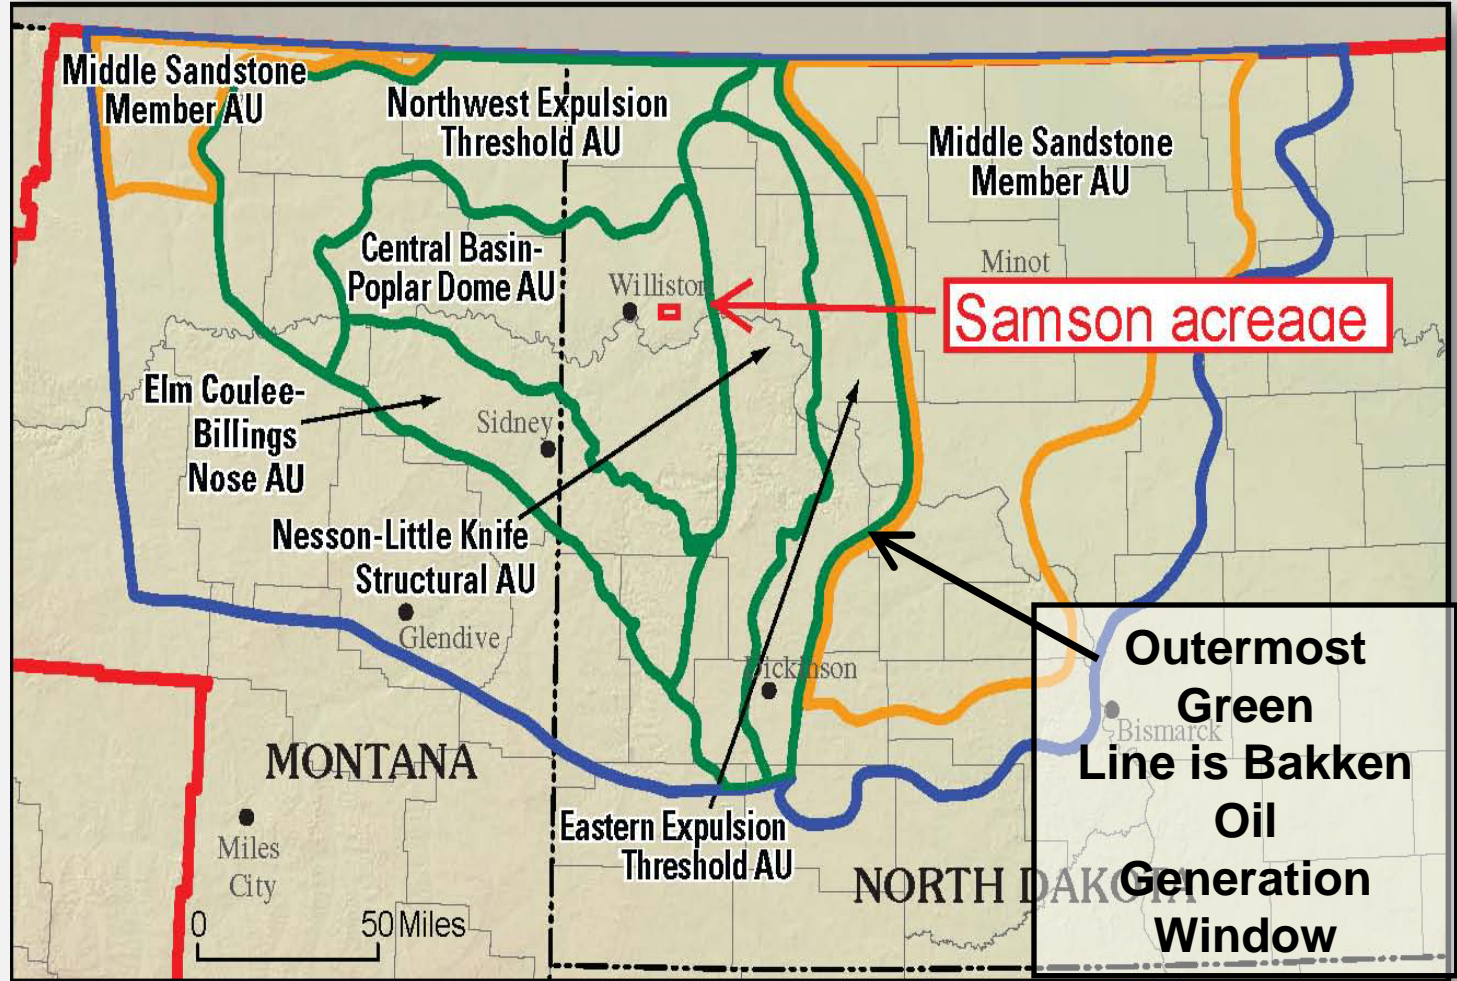 Middle Sandstone
Member AU
Northwest Expulsion
Threshold AU
Middle Sandstone
Member AU
Central Basin-
Poplar Dome AU
Minot
Williston
Samson acreage
Elm Coulee-
Billings
Nose AU
Sidney
Nesson-Little Knife
Structural AU
Glendive
Dickinson
Outermost
Green
Line is Bakken
Oil
Generation
Window
Bismarck
MONTANA
Miles
City
Eastern Expulsion
Threshold AU
NORTH DAKOTA
0 50 Miles